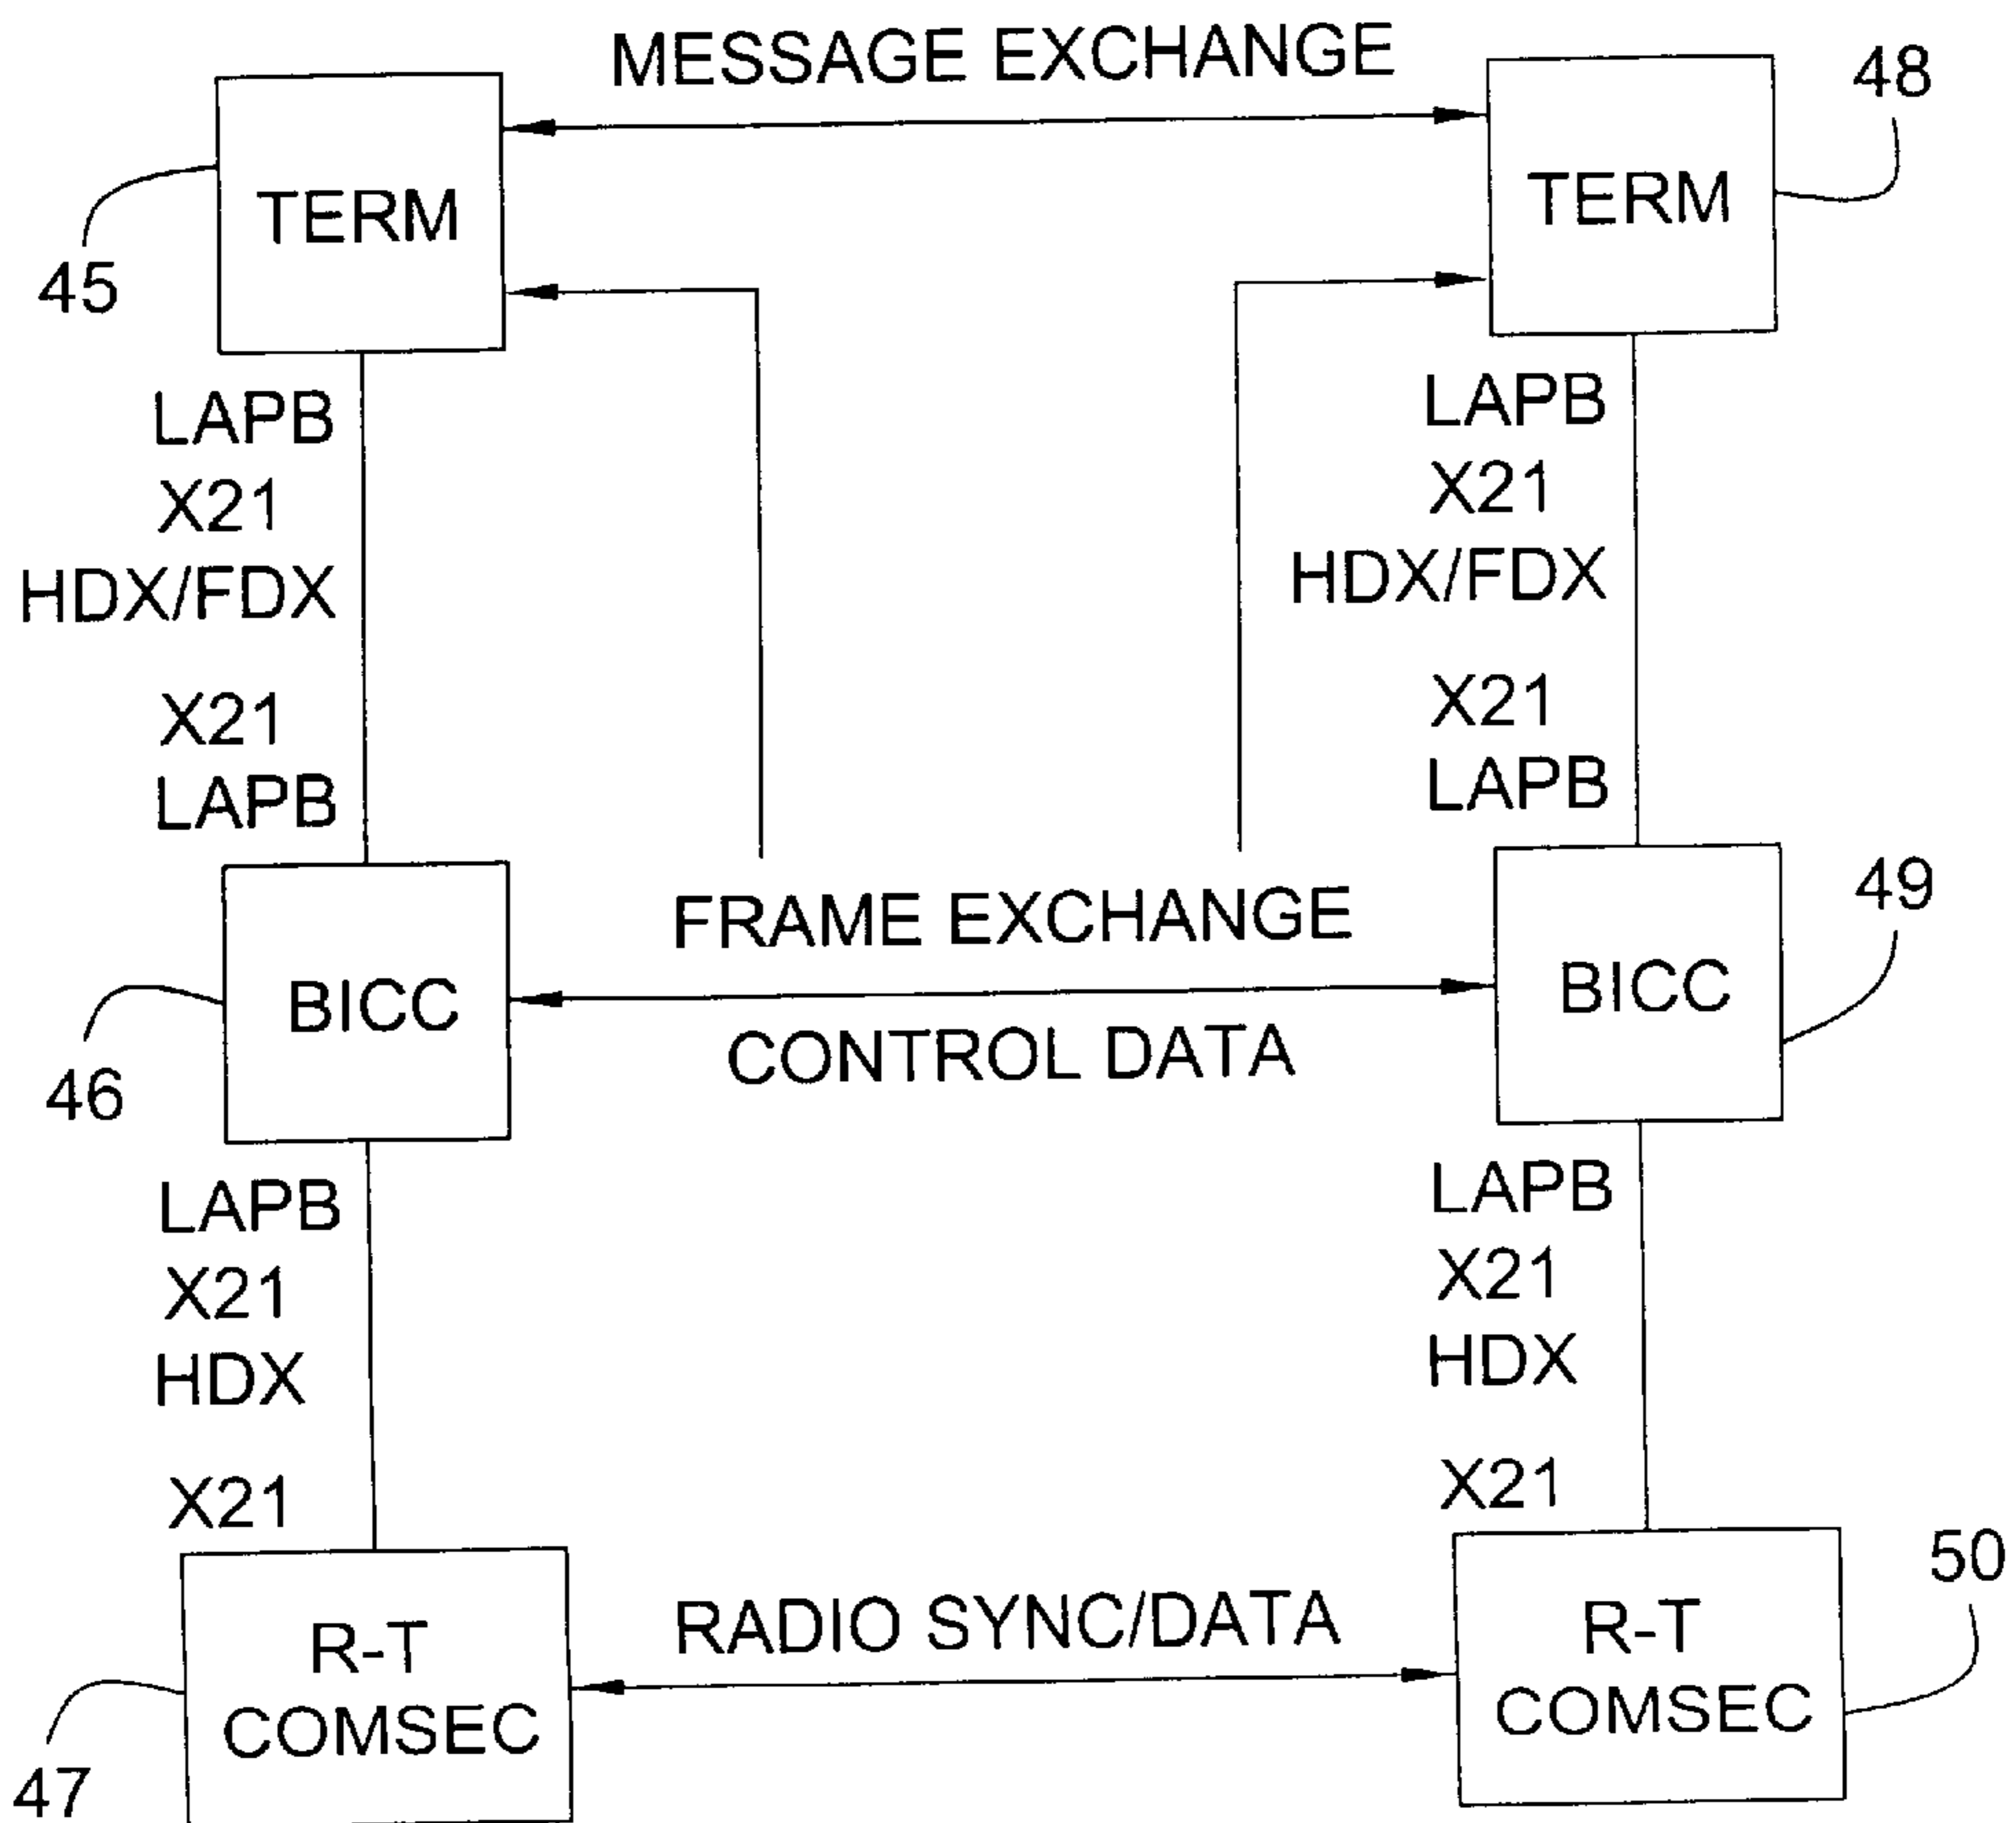 MESSAGE EXCHANGE
48
TERM
TERM
45
LAPB
LAPB
X21
X21
HDX/FDX
HDX/FDX
X21
X21
LAPB
LAPB
FRAME EXCHANGE
49
BICC
BICC
CONTROL DATA
46
LAPB
LAPB
X21
X21
HDX
HDX
X21
X21
50
RADIO SYNC/DATA
R-T
COMSEC
R-T
COMSEC
47